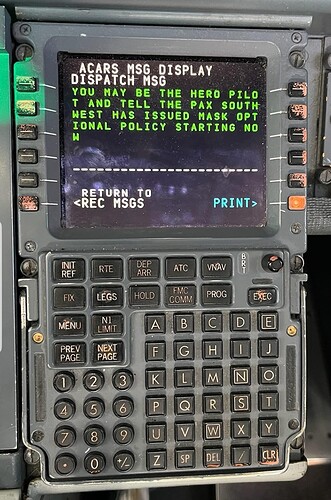 ACARS MSG DISPLAY
DISPATCH MSG
YOU MAY BE THE HERO PILO
T AND TELL THE PAX SOUTH
WEST HAS ISSUED MASK OPT
IONAL POLICY STARTING NO
W
RETURN TO
<REC MSGS PRINT>
INIT REF RTE DEP ARR ATC VNAV BRT
FIX LEGS HOLD FMC COMM PROG EXEC
MENU N1 LIMIT A B C D E
PREV PAGE NEXT PAGE F G H I J
1 2 3 K L M N O
4 5 6 P Q R S T
7 8 9 U V W X Y
. 0 +/- Z SP DEL / CLR